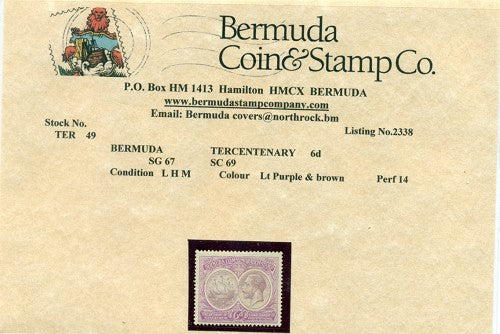 Bermuda
Coin & Stamp Co.
P.O. Box HM 1413 Hamilton HMCX BERMUDA
www.bermudastampcompany.com
Email: Bermuda covers@northrock.bm
Stock No.
TER 49
Listing No.2338
BERMUDA TERCENTENARY 6d
SG 67 SC 69
Condition L H M Colour Lt Purple & brown Perf 14
6d